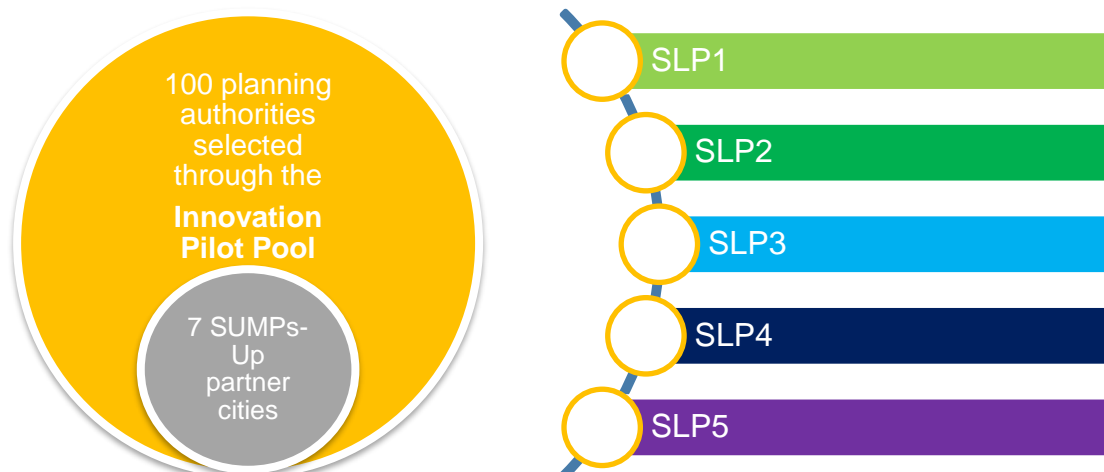 100 planning
authorities
selected
through the
Innovation
Pilot Pool
7 SUMPs-
Up
partner
cities
SLP1
SLP2
SLP3
SLP4
SLP5